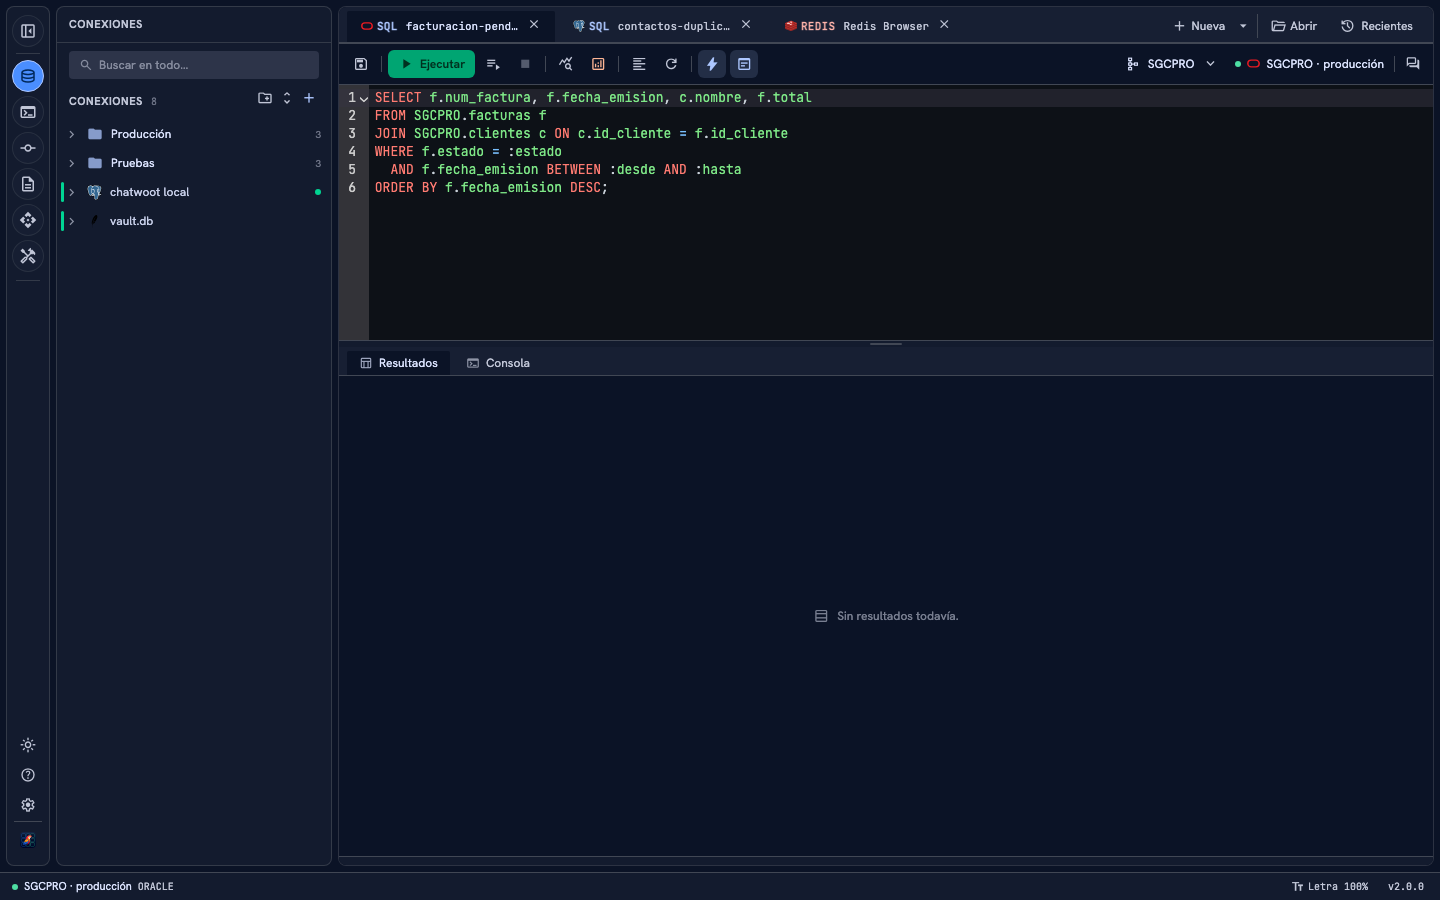 CONEXIONES
Buscar en todo...
CONEXIONES 8
Producción 3
Pruebas 3
chatwoot local
vault.db
SQL facturacion-pend…
SQL contactos-duplic…
REDIS Redis Browser
Nueva
Abrir
Recientes
Ejecutar
SGCPRO
SGCPRO · producción
1 SELECT f.num_factura, f.fecha_emision, c.nombre, f.total
2 FROM SGCPRO.facturas f
3 JOIN SGCPRO.clientes c ON c.id_cliente = f.id_cliente
4 WHERE f.estado = :estado
5 AND f.fecha_emision BETWEEN :desde AND :hasta
6 ORDER BY f.fecha_emision DESC;
Resultados
Consola
Sin resultados todavía.
SGCPRO · producción ORACLE
Letra 100%
v2.0.0